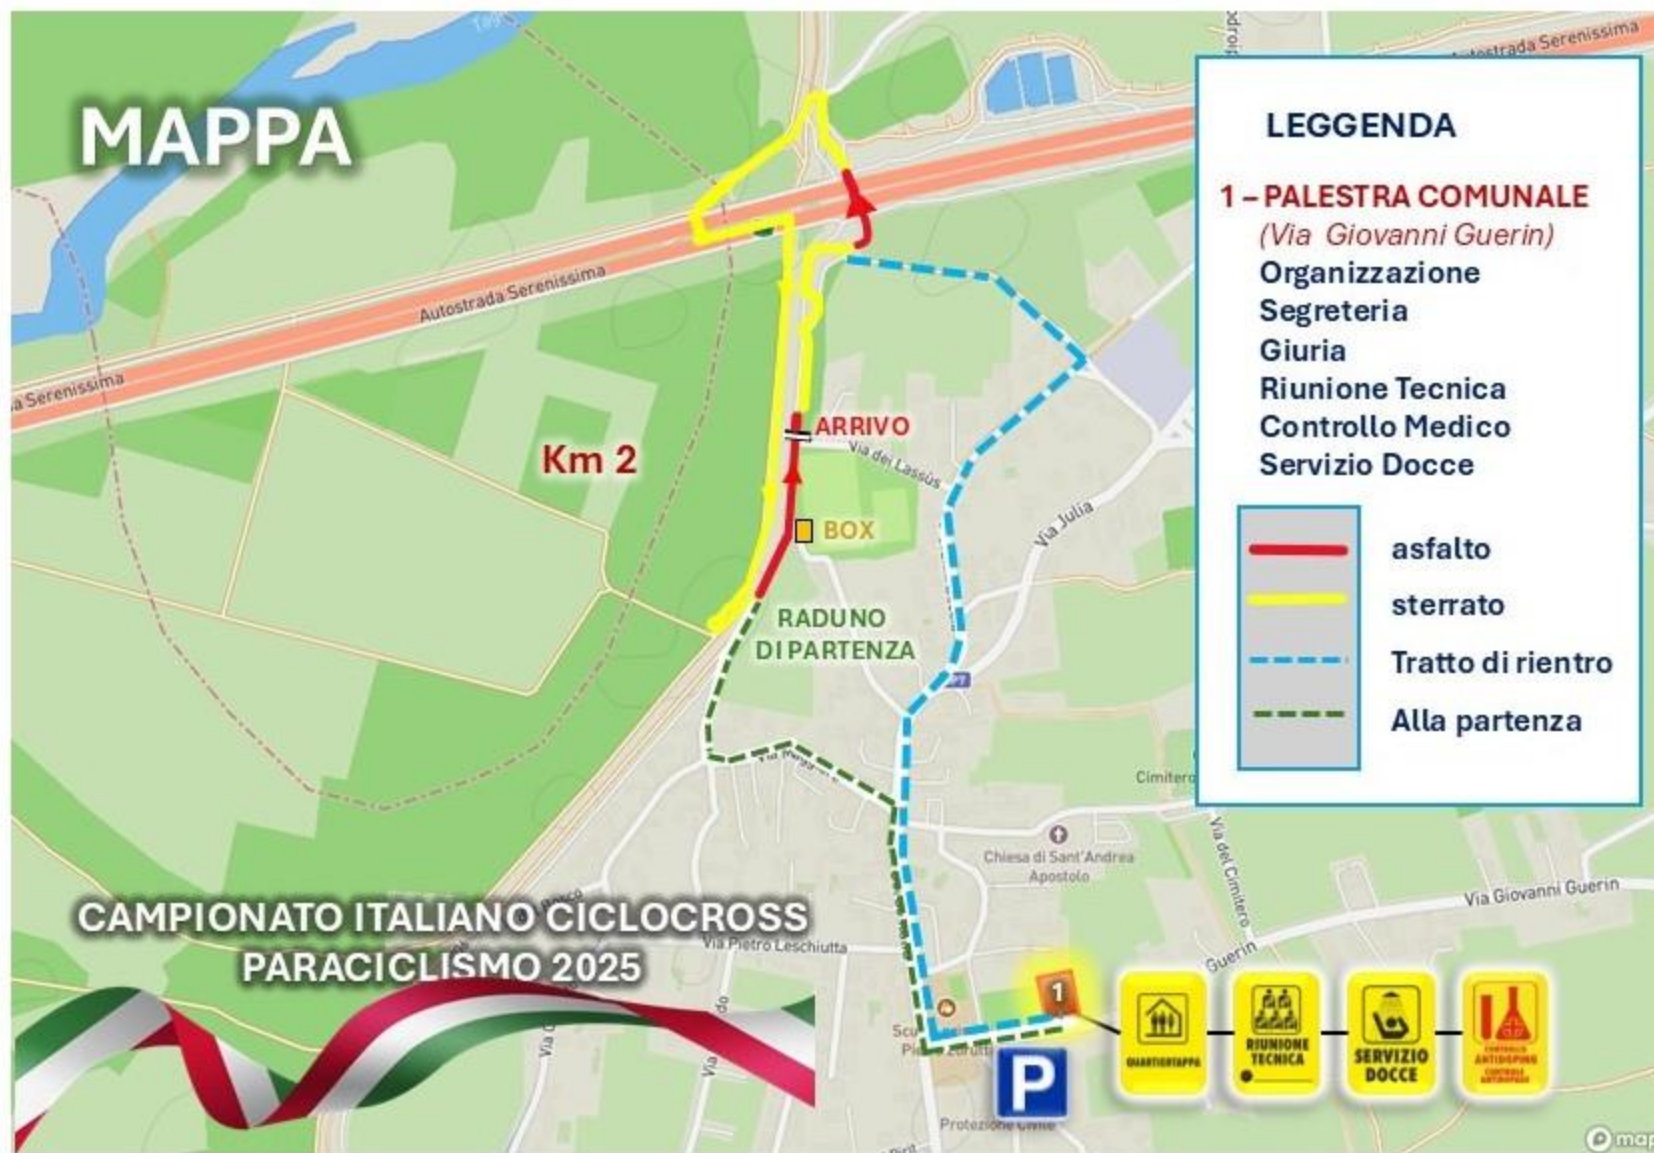 MAPPA
Autostrada Serenissima
LEGGENDA
1 – PALESTRA COMUNALE
(Via Giovanni Guerin)
Organizzazione
Segreteria
Giuria
Riunione Tecnica
Controllo Medico
Servizio Docce
asfalto
sterrato
Tratto di rientro
Alla partenza
Autostrada Serenissima
Serenissima
Km 2
ARRIVO
Via dei Lassùs
BOX
Via Julia
RADUNO
DI PARTENZA
Cimitero
Chiesa di Sant'Andrea
Apostolo
Via del Cimitero
Via Giovanni Guerin
Guerin
CAMPIONATO ITALIANO CICLOCROSS
PARACICLISMO 2025
Via Pietro Leschiutta
1
P
QUARTIERTAPPA
RIUNIONE
TECNICA
SERVIZIO
DOCCE
CONTROLLO
ANTIDOPING
Protezione Civile